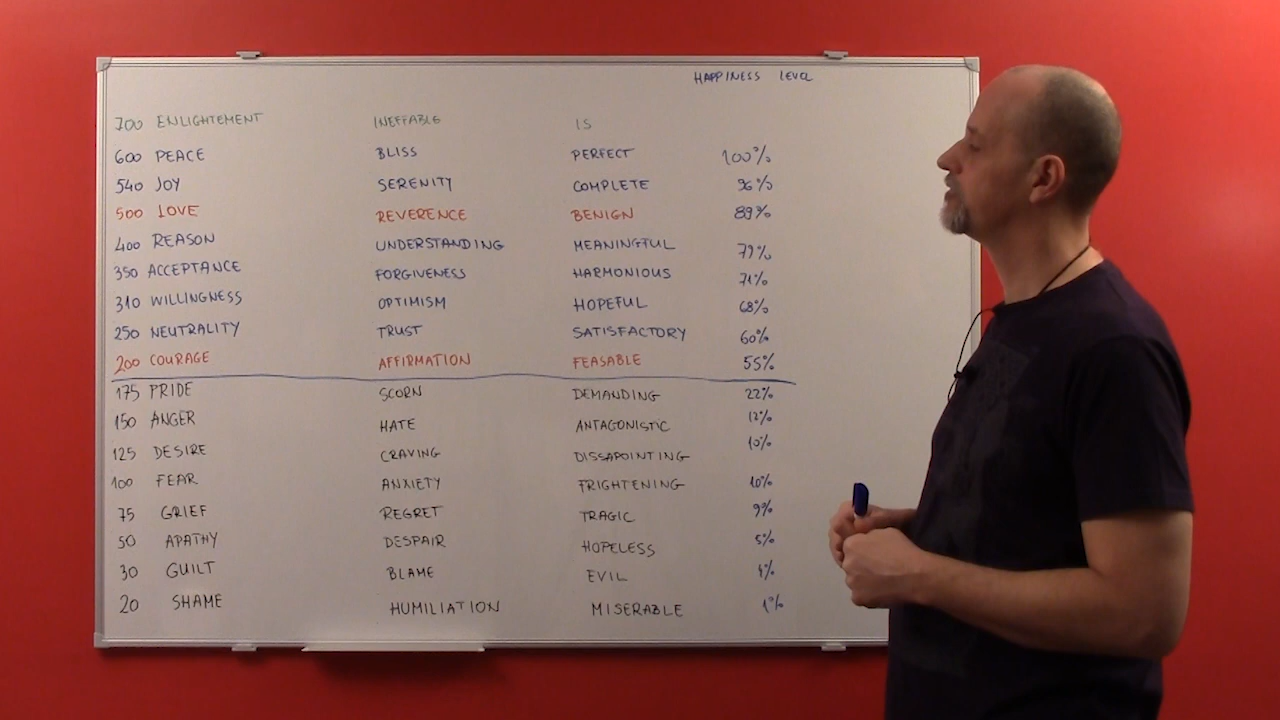 HAPPINESS LEVEL
700 ENLIGHTEMENT INEFFABLE IS
600 PEACE BLISS PERFECT 100%
540 JOY SERENITY COMPLETE 96%
500 LOVE REVERENCE BENIGN 89%
400 REASON UNDERSTANDING MEANINGFUL 79%
350 ACCEPTANCE FORGIVENESS HARMONIOUS 71%
310 WILLINGNESS OPTIMISM HOPEFUL 68%
250 NEUTRALITY TRUST SATISFACTORY 60%
200 COURAGE AFFIRMATION FEASABLE 55%
175 PRIDE SCORN DEMANDING 22%
150 ANGER HATE ANTAGONISTIC 12%
125 DESIRE CRAVING DISSAPOINTING 10%
100 FEAR ANXIETY FRIGHTENING 10%
75 GRIEF REGRET TRAGIC 9%
50 APATHY DESPAIR HOPELESS 5%
30 GUILT BLAME EVIL 4%
20 SHAME HUMILIATION MISERABLE 1%